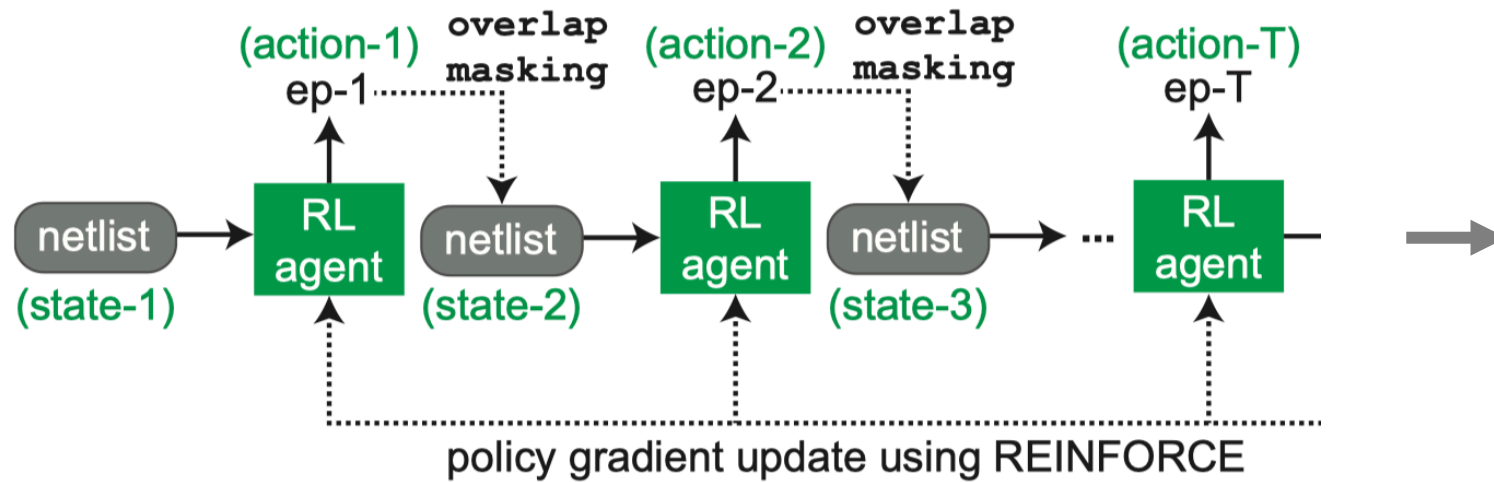 (action-1)
ep-1
overlap
masking
(action-2)
ep-2
overlap
masking
(action-T)
ep-T
netlist
(state-1)
RL
agent
netlist
(state-2)
RL
agent
netlist
(state-3)
...
RL
agent
policy gradient update using REINFORCE